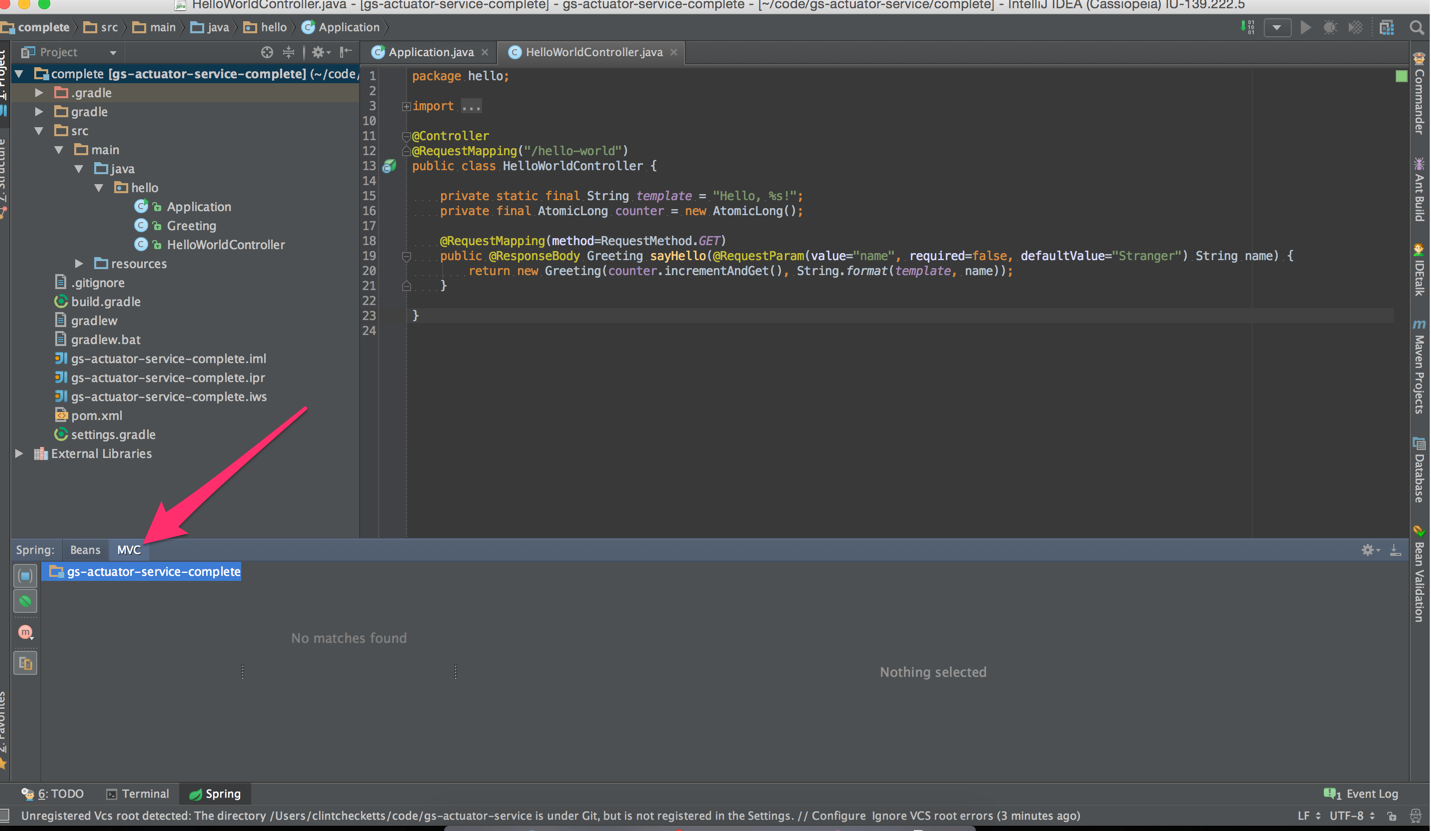 HelloWorldController.java - [gs-actuator-service-complete] - gs-actuator-service-complete - [~/code/gs-actuator-service/complete] - IntelliJ IDEA (Cassiopeia) IU-139.222.5
complete src main java hello Application
Project
Application.java HelloWorldController.java
1: Project
complete [gs-actuator-service-complete] (~/code/
.gradle
gradle
src
main
java
hello
Application
Greeting
HelloWorldController
resources
.gitignore
build.gradle
gradlew
gradlew.bat
gs-actuator-service-complete.iml
gs-actuator-service-complete.ipr
gs-actuator-service-complete.iws
pom.xml
settings.gradle
External Libraries
Z: Structure
1 package hello;
2
3 import ...
10
11 @Controller
12 @RequestMapping("/hello-world")
13 public class HelloWorldController {
14
15 private static final String template = "Hello, %s!";
16 private final AtomicLong counter = new AtomicLong();
17
18 @RequestMapping(method=RequestMethod.GET)
19 public @ResponseBody Greeting sayHello(@RequestParam(value="name", required=false, defaultValue="Stranger") String name) {
20 return new Greeting(counter.incrementAndGet(), String.format(template, name));
21 }
22
23 }
24
Commander
Ant Build
IDEtalk
m Maven Projects
Database
Bean Validation
Spring: Beans MVC
gs-actuator-service-complete
m
No matches found
Nothing selected
2: Favorites
6: TODO Terminal Spring
1 Event Log
Unregistered Vcs root detected: The directory /Users/clintchecketts/code/gs-actuator-service is under Git, but is not registered in the Settings. // Configure Ignore VCS root errors (3 minutes ago)
LF UTF-8